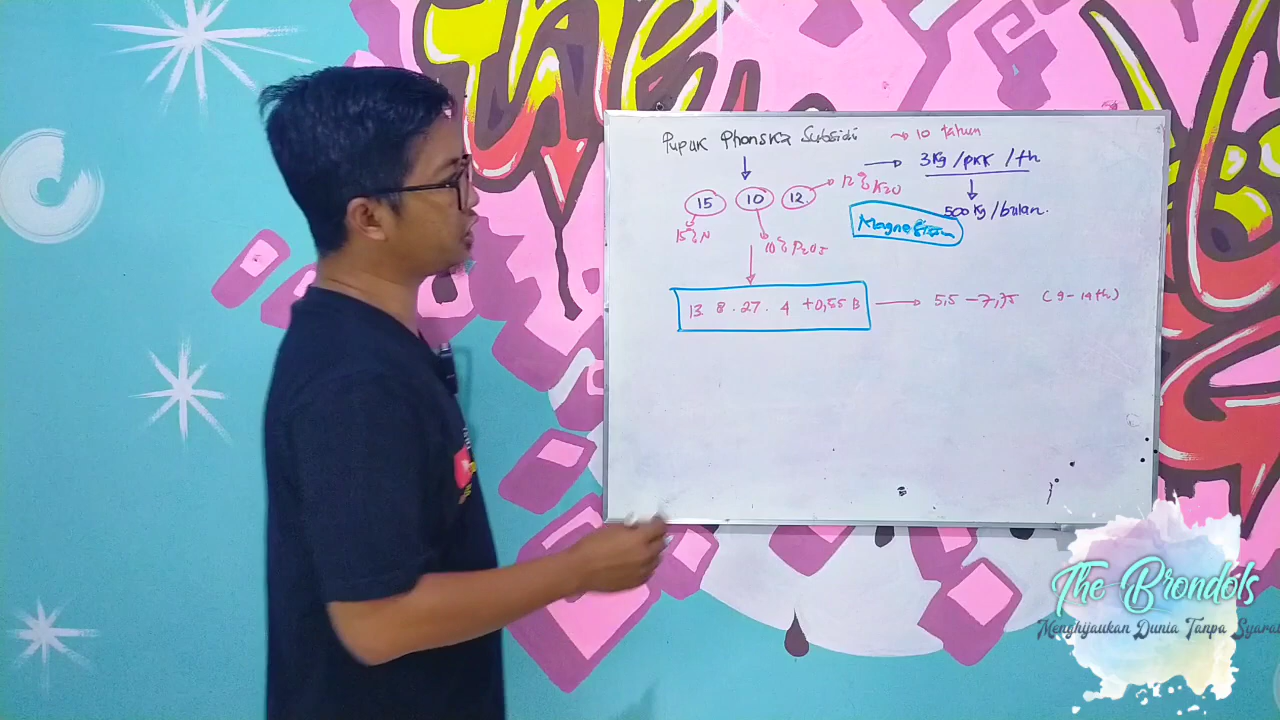 Pupuk Phonska Subsidi → 10 tahun
→ 3 Kg /pkk /th
15 10 12 → 12% K2O
500 Kg /bulan.
15% N
10% P2O5
Magnesium
13. 8. 27. 4 +0,55 B → 5,5 – 7,75 (9 – 14 th)
The Brondols
Menghijaukan Dunia Tanpa Syarat